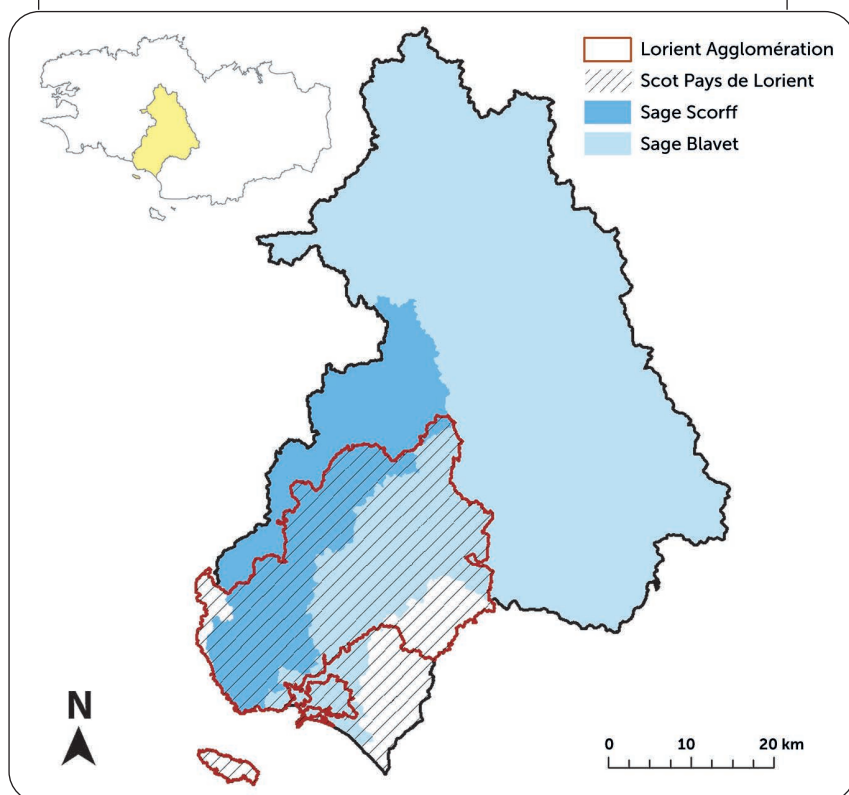 Lorient Agglomération
Scot Pays de Lorient
Sage Scorff
Sage Blavet
N
0 10 20 km